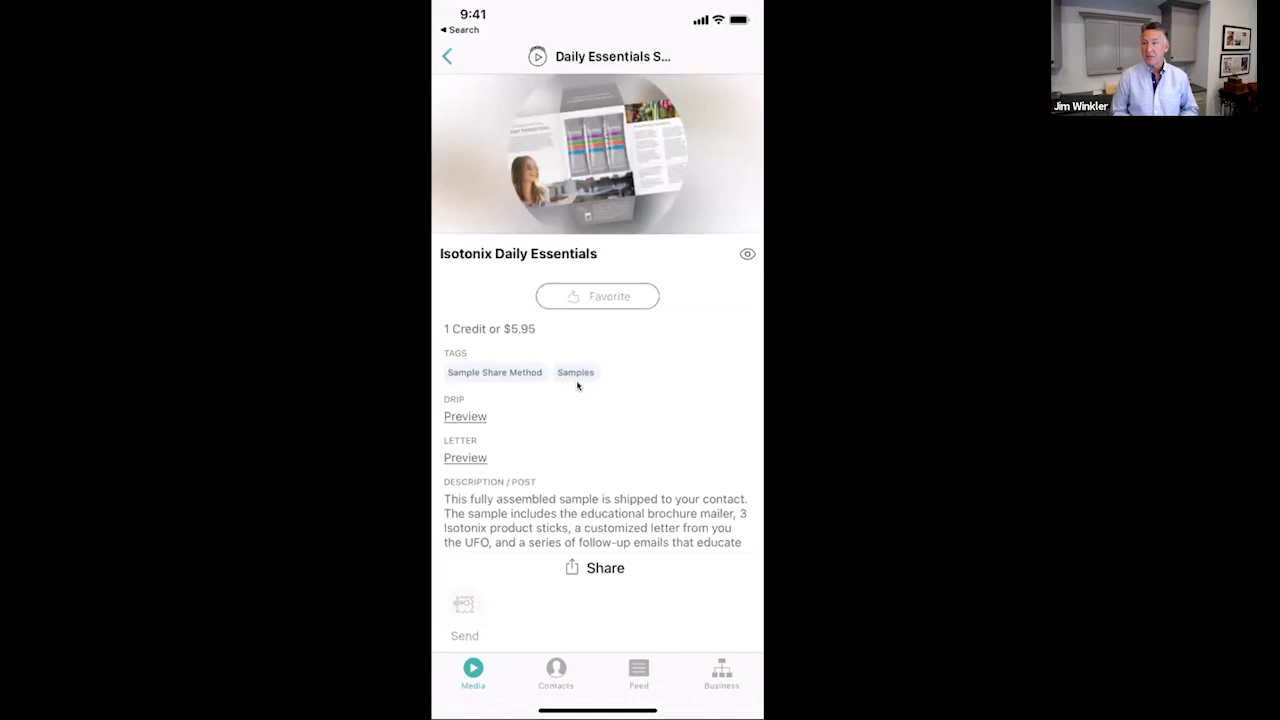 9:41
Search
Daily Essentials S...
Isotonix Daily Essentials
Favorite
1 Credit or $5.95
TAGS
Sample Share Method Samples
DRIP
Preview
LETTER
Preview
DESCRIPTION / POST
This fully assembled sample is shipped to your contact.
The sample includes the educational brochure mailer, 3
Isotonix product sticks, a customized letter from you
the UFO, and a series of follow-up emails that educate
Share
Send
Media Contacts Feed Business
Jim Winkler